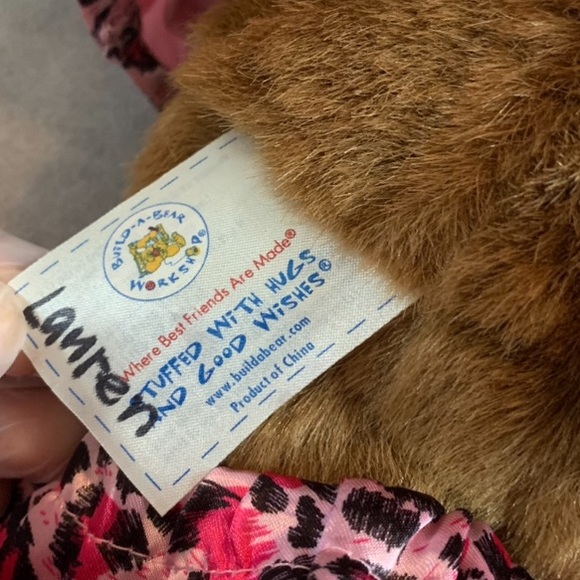 BUILD-A-BEAR
WORKSHOP®
Where Best Friends Are Made®
STUFFED WITH HUGS
AND GOOD WISHES®
www.buildabear.com
Product of China
Lauren